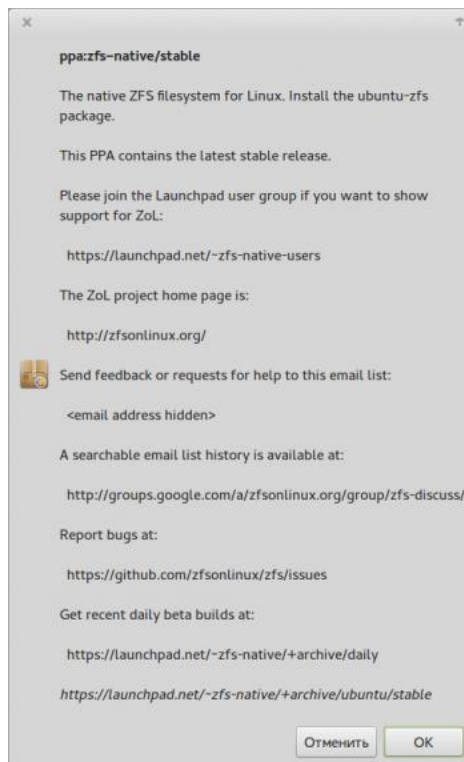 ppa:zfs-native/stable
The native ZFS filesystem for Linux. Install the ubuntu-zfs
package.
This PPA contains the latest stable release.
Please join the Launchpad user group if you want to show
support for ZoL:
https://launchpad.net/~zfs-native-users
The ZoL project home page is:
http://zfsonlinux.org/
Send feedback or requests for help to this email list:
<email address hidden>
A searchable email list history is available at:
http://groups.google.com/a/zfsonlinux.org/group/zfs-discuss/
Report bugs at:
https://github.com/zfsonlinux/zfs/issues
Get recent daily beta builds at:
https://launchpad.net/~zfs-native/+archive/daily
https://launchpad.net/~zfs-native/+archive/ubuntu/stable
Отменить OK